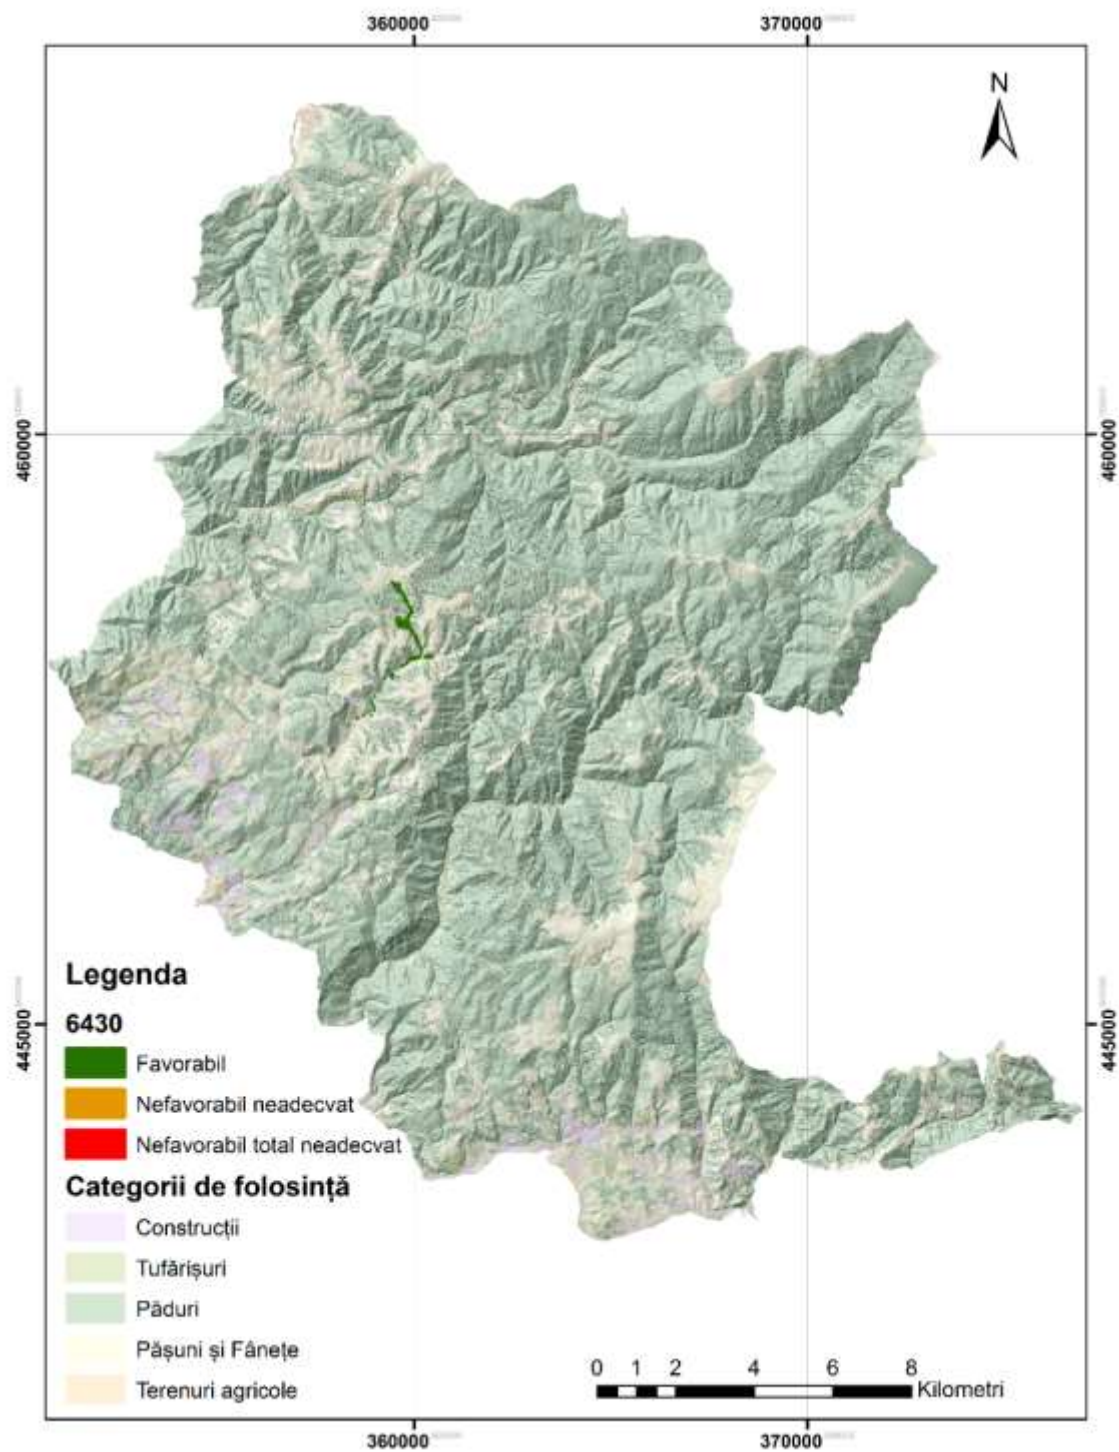 360000
370000
N
460000
460000
445000
445000
Legenda
6430
Favorabil
Nefavorabil neadecvat
Nefavorabil total neadecvat
Categorii de folosință
Construcții
Tufărișuri
Păduri
Pășuni și Fânețe
Terenuri agricole
0 1 2 4 6 8
Kilometri
360000
370000